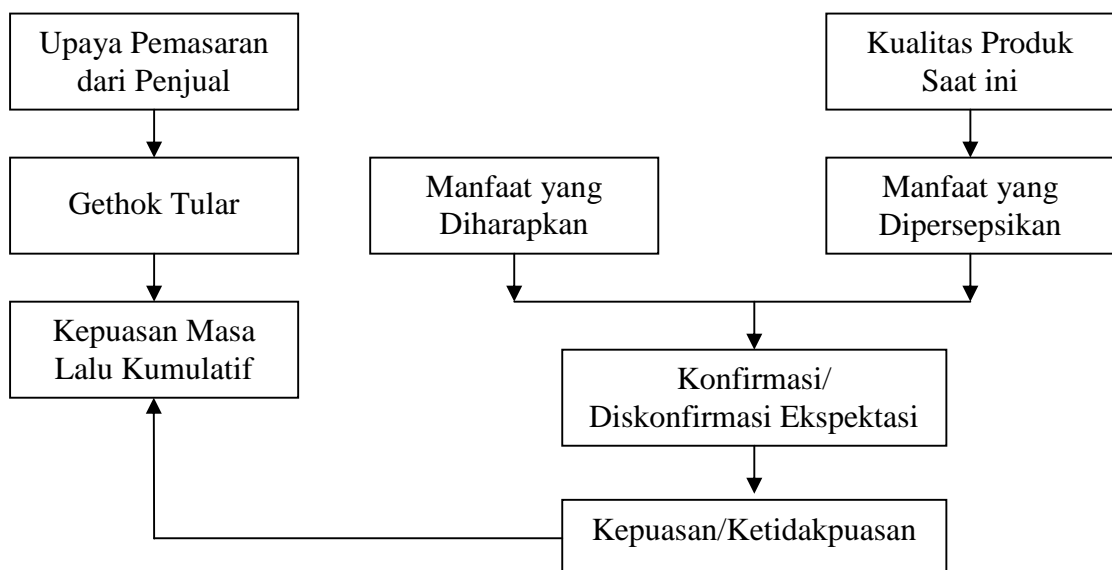 Upaya Pemasaran
dari Penjual
Kualitas Produk
Saat ini
Gethok Tular
Manfaat yang
Diharapkan
Manfaat yang
Dipersepsikan
Kepuasan Masa
Lalu Kumulatif
Konfirmasi/
Diskonfirmasi Ekspektasi
Kepuasan/Ketidakpuasan